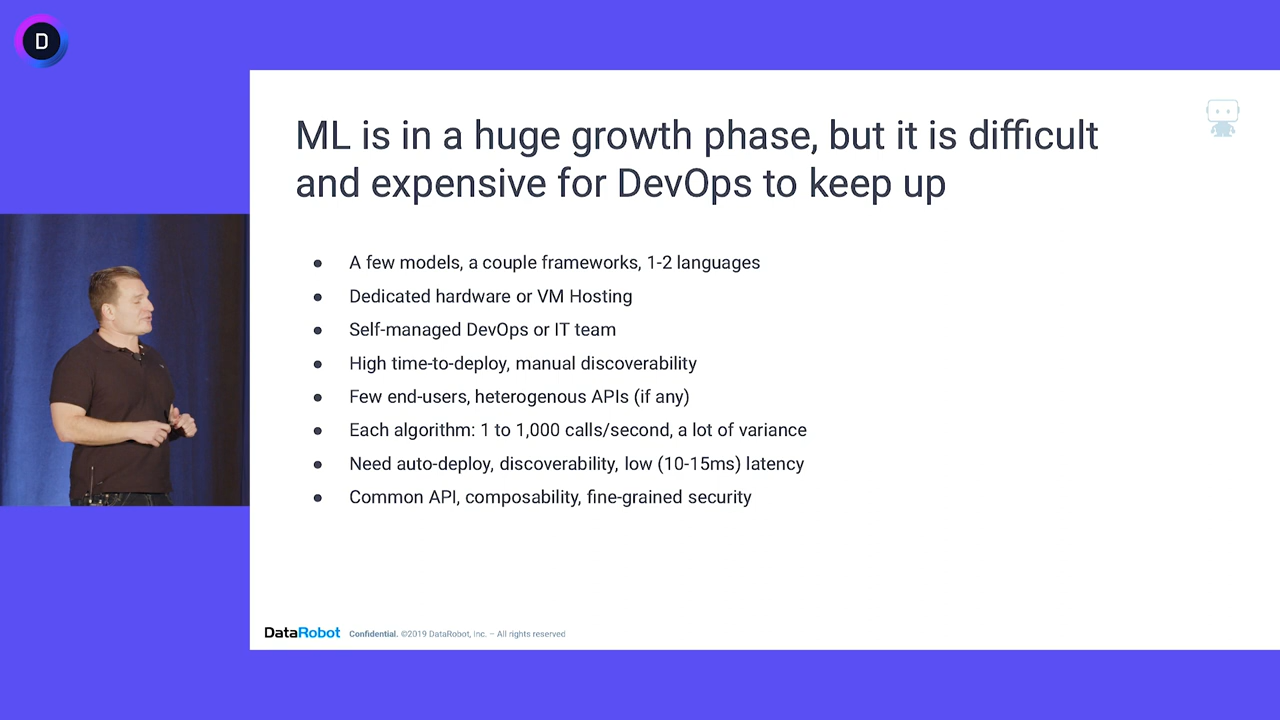 D
ML is in a huge growth phase, but it is difficult
and expensive for DevOps to keep up
● A few models, a couple frameworks, 1-2 languages
● Dedicated hardware or VM Hosting
● Self-managed DevOps or IT team
● High time-to-deploy, manual discoverability
● Few end-users, heterogenous APIs (if any)
● Each algorithm: 1 to 1,000 calls/second, a lot of variance
● Need auto-deploy, discoverability, low (10-15ms) latency
● Common API, composability, fine-grained security
DataRobot Confidential. ©2019 DataRobot, Inc. – All rights reserved